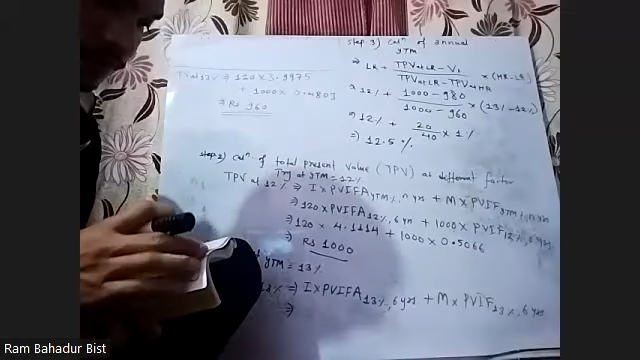 TPV at 13% ⇒ 120 × 3.9975
+ 1000 × 0.4803
⇒ Rs 960
step 3) Calⁿ of annual
YTM
⇒ LR + TPV at LR - V₀ / TPV at LR - TPV at HR × (HR - LR)
⇒ 12% + 1000 - 980 / 1000 - 960 × (13% - 12%)
⇒ 12% + 20/40 × 1%
⇒ 12.5%
step 2) Calⁿ of total present value (TPV) at different factor
Try at YTM = 12%
TPV at 12% ⇒ I × PVIFA YTM%, n yrs + M × PVIF YTM%, n yrs
⇒ 120 × PVIFA 12%, 6 yrs + 1000 × PVIF 12%, 6 yrs
⇒ 120 × 4.1114 + 1000 × 0.5066
⇒ Rs 1000
YTM = 13%
⇒ I × PVIFA 13%, 6 yrs + M × PVIF 13%, 6 yrs
⇒
Ram Bahadur Bist